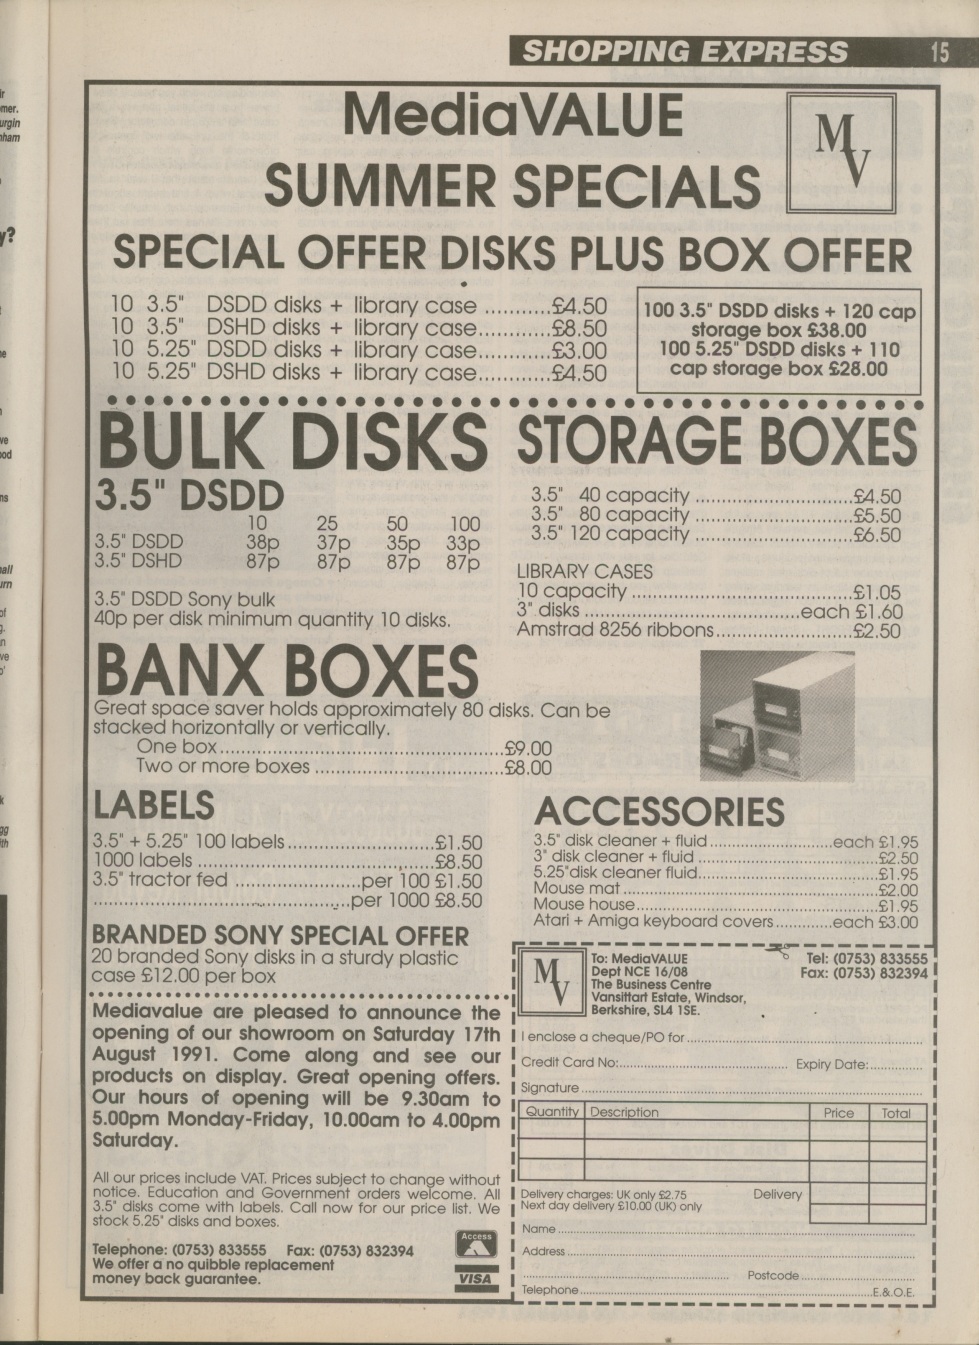 SHOPPING EXPRESS 15
MediaVALUE
SUMMER SPECIALS
M
V
SPECIAL OFFER DISKS PLUS BOX OFFER
10 3.5" DSDD disks + library case ...........£4.50
10 3.5" DSHD disks + library case............£8.50
10 5.25" DSDD disks + library case............£3.00
10 5.25" DSHD disks + library case............£4.50
100 3.5" DSDD disks + 120 cap
storage box £38.00
100 5.25" DSDD disks + 110
cap storage box £28.00
BULK DISKS
3.5" DSDD
10 25 50 100
3.5" DSDD 38p 37p 35p 33p
3.5" DSHD 87p 87p 87p 87p
3.5" DSDD Sony bulk
40p per disk minimum quantity 10 disks.
STORAGE BOXES
3.5" 40 capacity ............................£4.50
3.5" 80 capacity ............................£5.50
3.5" 120 capacity ............................£6.50
LIBRARY CASES
10 capacity .......................................£1.05
3" disks ......................................each £1.60
Amstrad 8256 ribbons........................£2.50
BANX BOXES
Great space saver holds approximately 80 disks. Can be
stacked horizontally or vertically.
One box....................................................£9.00
Two or more boxes ...................................£8.00
LABELS
3.5" + 5.25" 100 labels...........................£1.50
1000 labels ...........................................£8.50
3.5" tractor fed .......................per 100 £1.50
...............................................per 1000 £8.50
BRANDED SONY SPECIAL OFFER
20 branded Sony disks in a sturdy plastic
case £12.00 per box
ACCESSORIES
3.5" disk cleaner + fluid..........................each £1.95
3" disk cleaner + fluid .....................................£2.50
5.25"disk cleaner fluid.....................................£1.95
Mouse mat......................................................£2.00
Mouse house...................................................£1.95
Atari + Amiga keyboard covers............each £3.00
Mediavalue are pleased to announce the
opening of our showroom on Saturday 17th
August 1991. Come along and see our
products on display. Great opening offers.
Our hours of opening will be 9.30am to
5.00pm Monday-Friday, 10.00am to 4.00pm
Saturday.
All our prices include VAT. Prices subject to change without
notice. Education and Government orders welcome. All
3.5" disks come with labels. Call now for our price list. We
stock 5.25" disks and boxes.
Telephone: (0753) 833555 Fax: (0753) 832394
We offer a no quibble replacement
money back guarantee.
Access
VISA
M
V
To: MediaVALUE
Dept NCE 16/08
The Business Centre
Vansittart Estate, Windsor,
Berkshire, SL4 1SE.
Tel: (0753) 833555
Fax: (0753) 832394
I enclose a cheque/PO for............................................................
Credit Card No:............................................ Expiry Date:..............
Signature........................................................................................
Quantity Description Price Total
Delivery charges: UK only £2.75 Delivery
Next day delivery £10.00 (UK) only
Name..............................................................................................
Address...........................................................................................
....................................................... Postcode..............................
Telephone.............................................................................E.&.O.E.